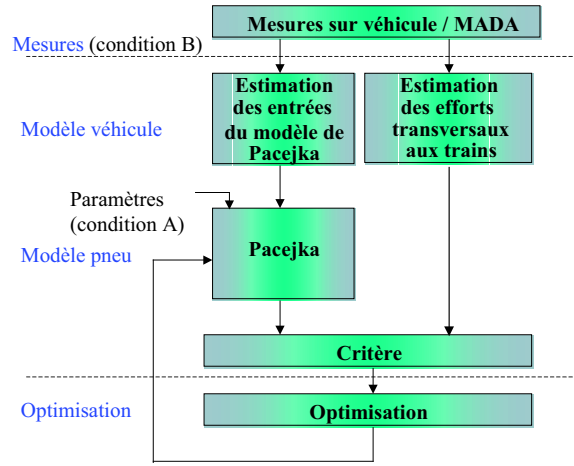 Mesures sur véhicule / MADA
Mesures (condition B)
Estimation
des entrées
du modèle de
Pacejka
Estimation
des efforts
transversaux
aux trains
Modèle véhicule
Paramètres
(condition A)
Modèle pneu
Pacejka
Critère
Optimisation
Optimisation